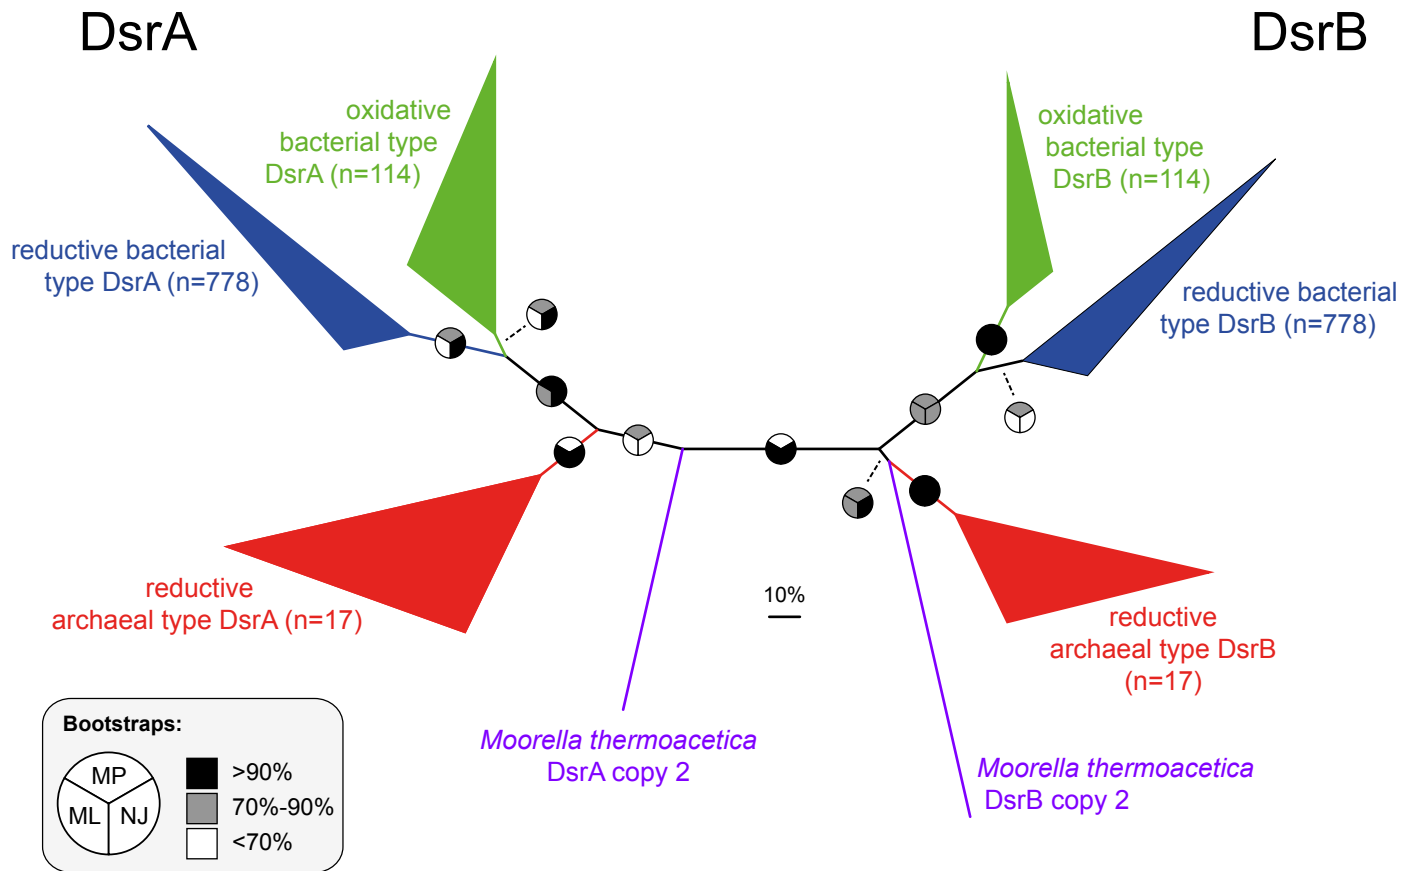 DsrA
DsrB
oxidative
bacterial type
DsrA (n=114)
oxidative
bacterial type
DsrB (n=114)
reductive bacterial
type DsrA (n=778)
reductive bacterial
type DsrB (n=778)
reductive
archaeal type DsrA (n=17)
10%
reductive
archaeal type DsrB
(n=17)
Moorella thermoacetica
DsrA copy 2
Moorella thermoacetica
DsrB copy 2
Bootstraps:
MP
ML
NJ
>90%
70%-90%
<70%